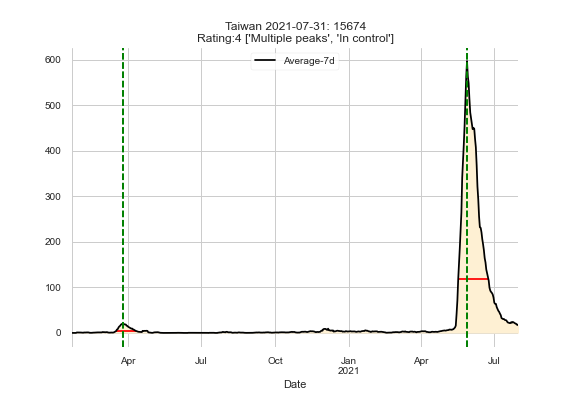 Taiwan 2021-07-31: 15674
Rating:4 ['Multiple peaks', 'In control']
Average-7d
600
500
400
300
200
100
0
Apr
Jul
Oct
Jan
2021
Apr
Jul
Date